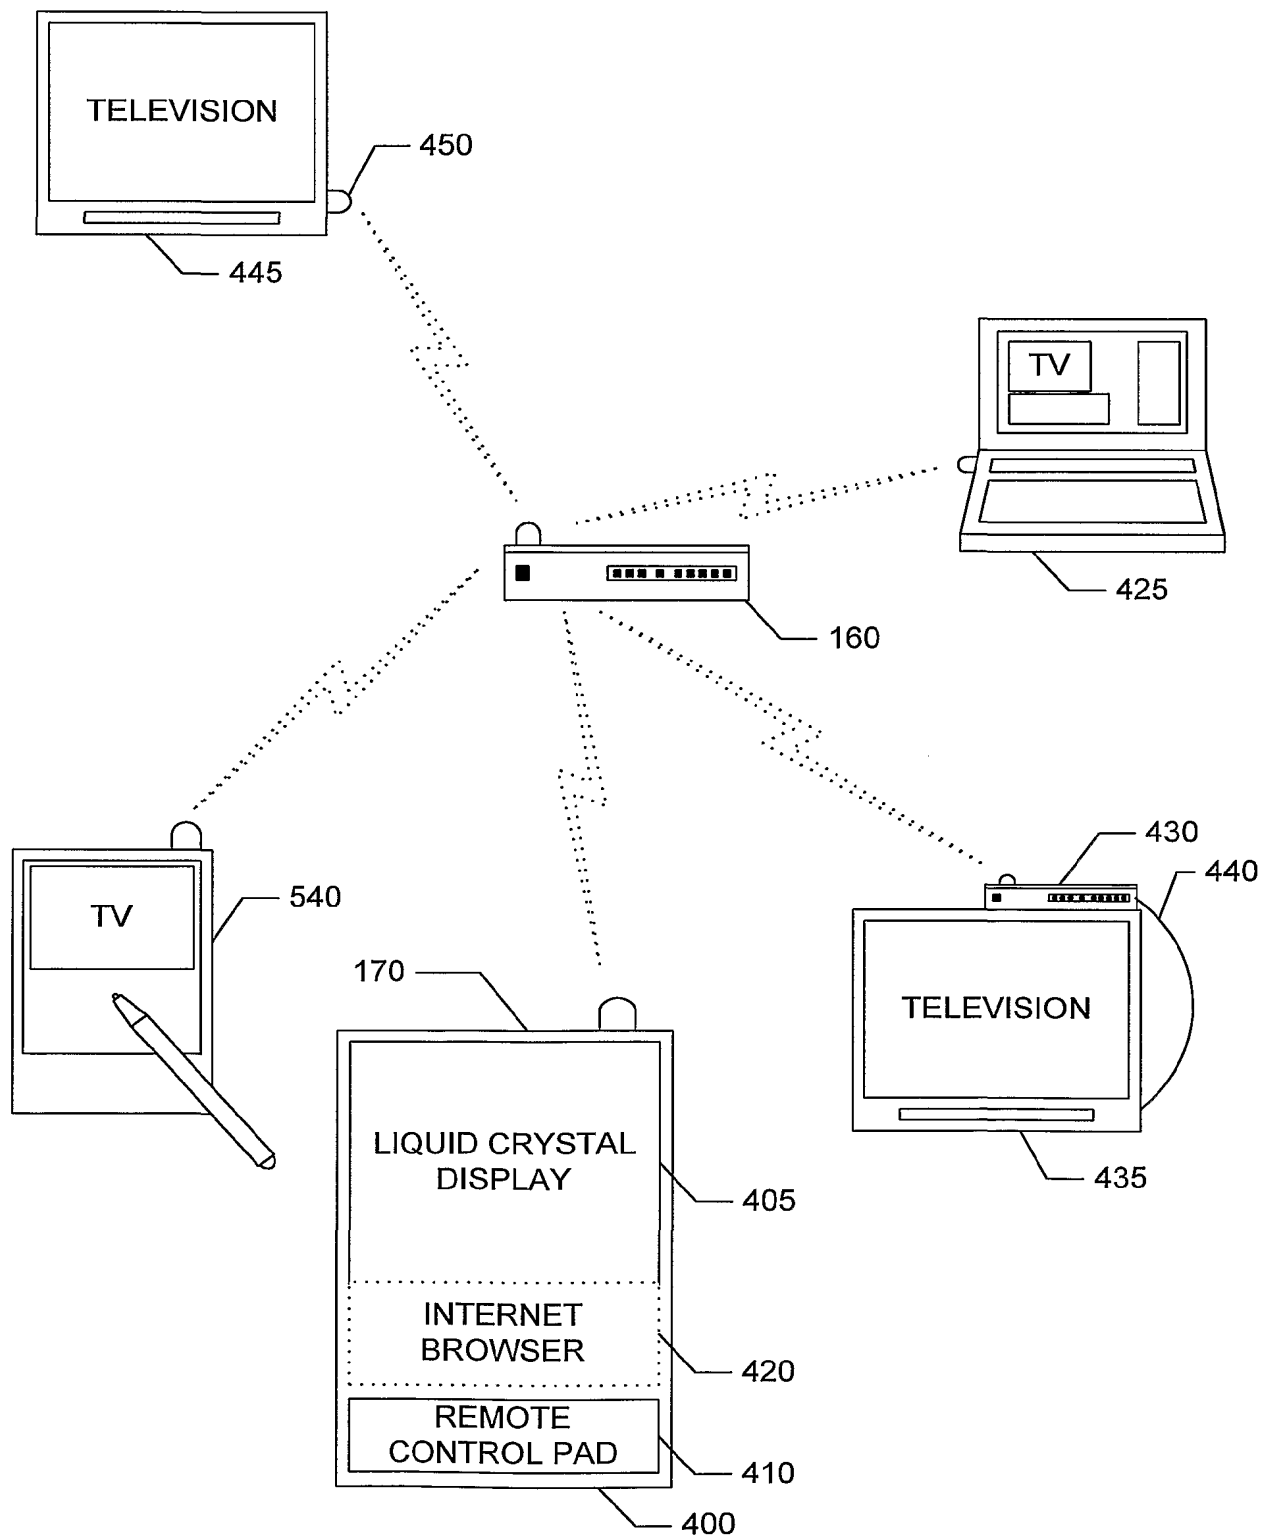 TELEVISION
450
445
TV
425
160
430
440
TV
540
170
TELEVISION
LIQUID CRYSTAL
DISPLAY
405
435
INTERNET
BROWSER
420
REMOTE
CONTROL PAD
410
400